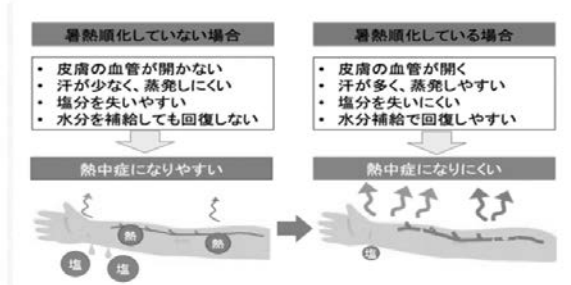 暑熱順化していない場合
・ 皮膚の血管が開かない
・ 汗が少なく、蒸発しにくい
・ 塩分を失いやすい
・ 水分を補給しても回復しない
熱中症になりやすい
熱
熱
塩
塩
暑熱順化している場合
・ 皮膚の血管が開く
・ 汗が多く、蒸発しやすい
・ 塩分を失いにくい
・ 水分補給で回復しやすい
熱中症になりにくい
塩